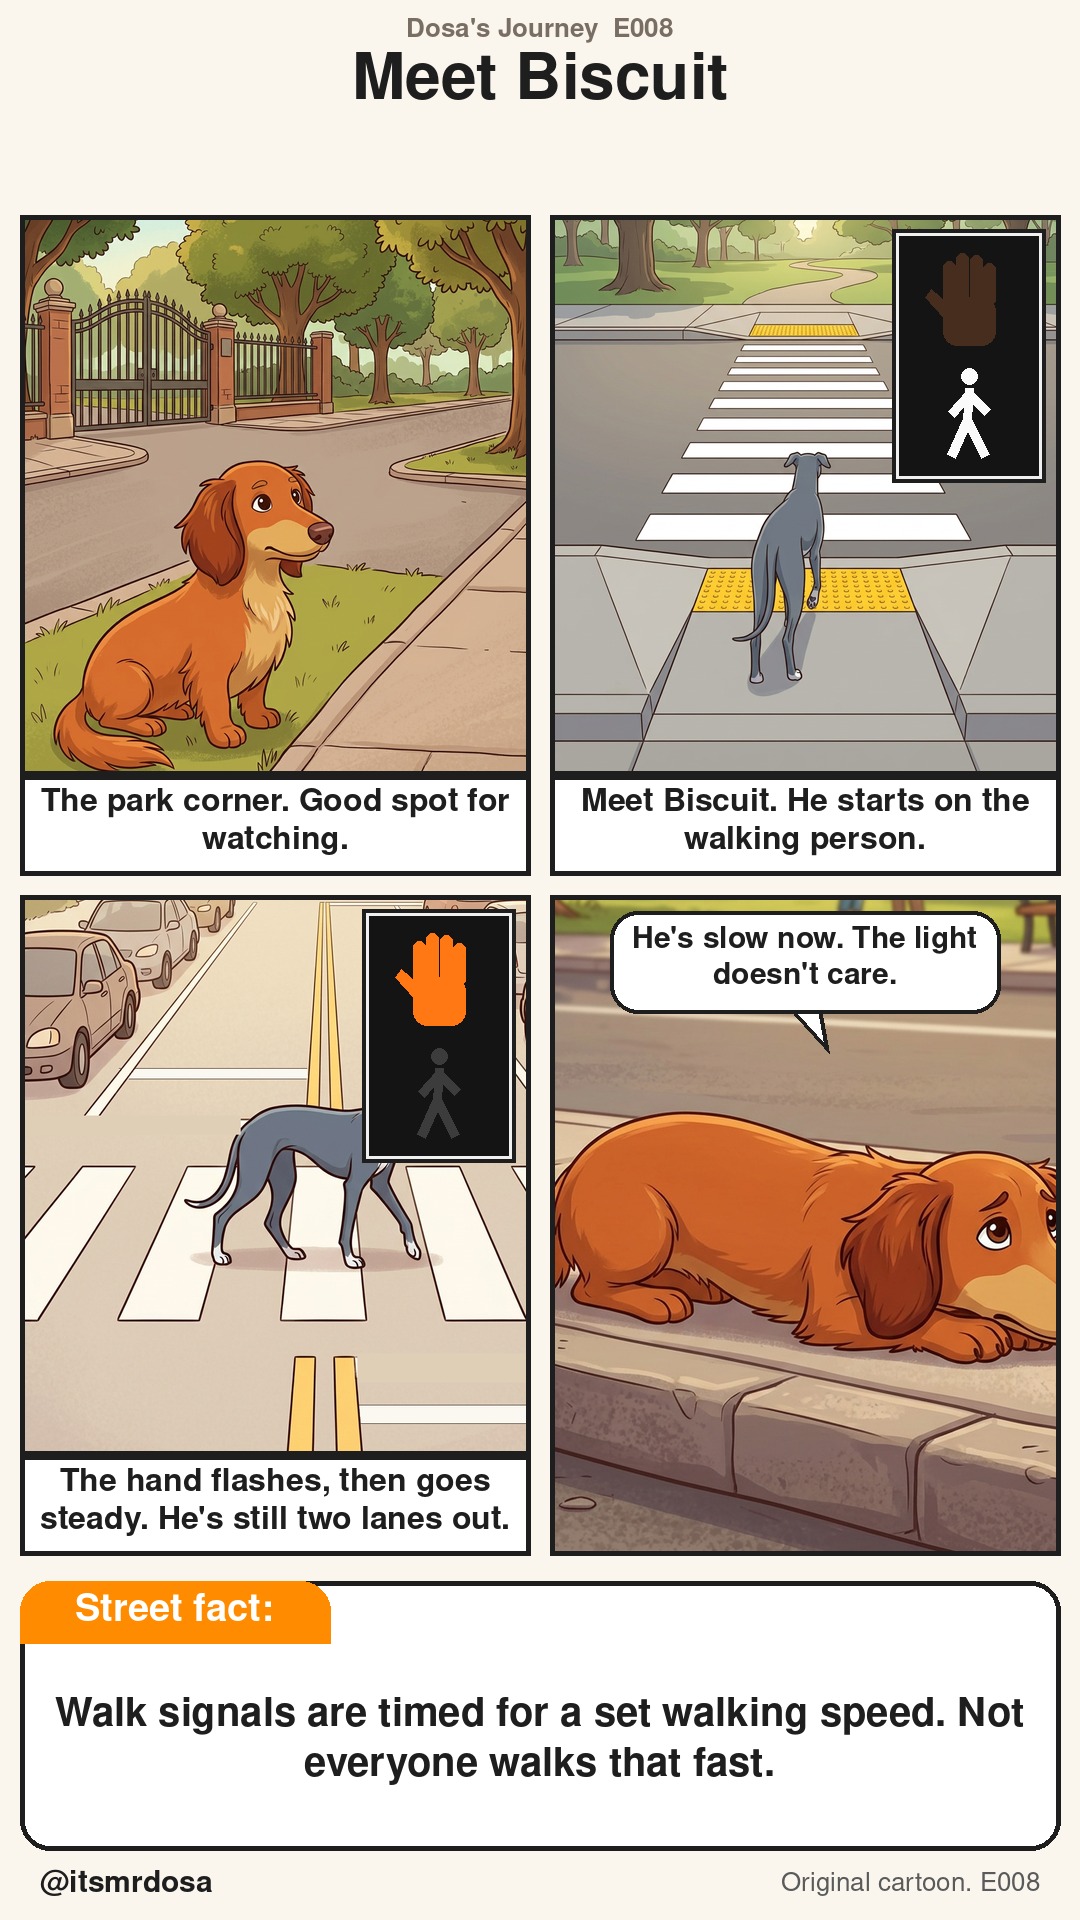 Dosa's Journey E008
Meet Biscuit
The park corner. Good spot for
watching.
Meet Biscuit. He starts on the
walking person.
The hand flashes, then goes
steady. He's still two lanes out.
He's slow now. The light
doesn't care.
Street fact:
Walk signals are timed for a set walking speed. Not
everyone walks that fast.
@itsmrdosa
Original cartoon. E008